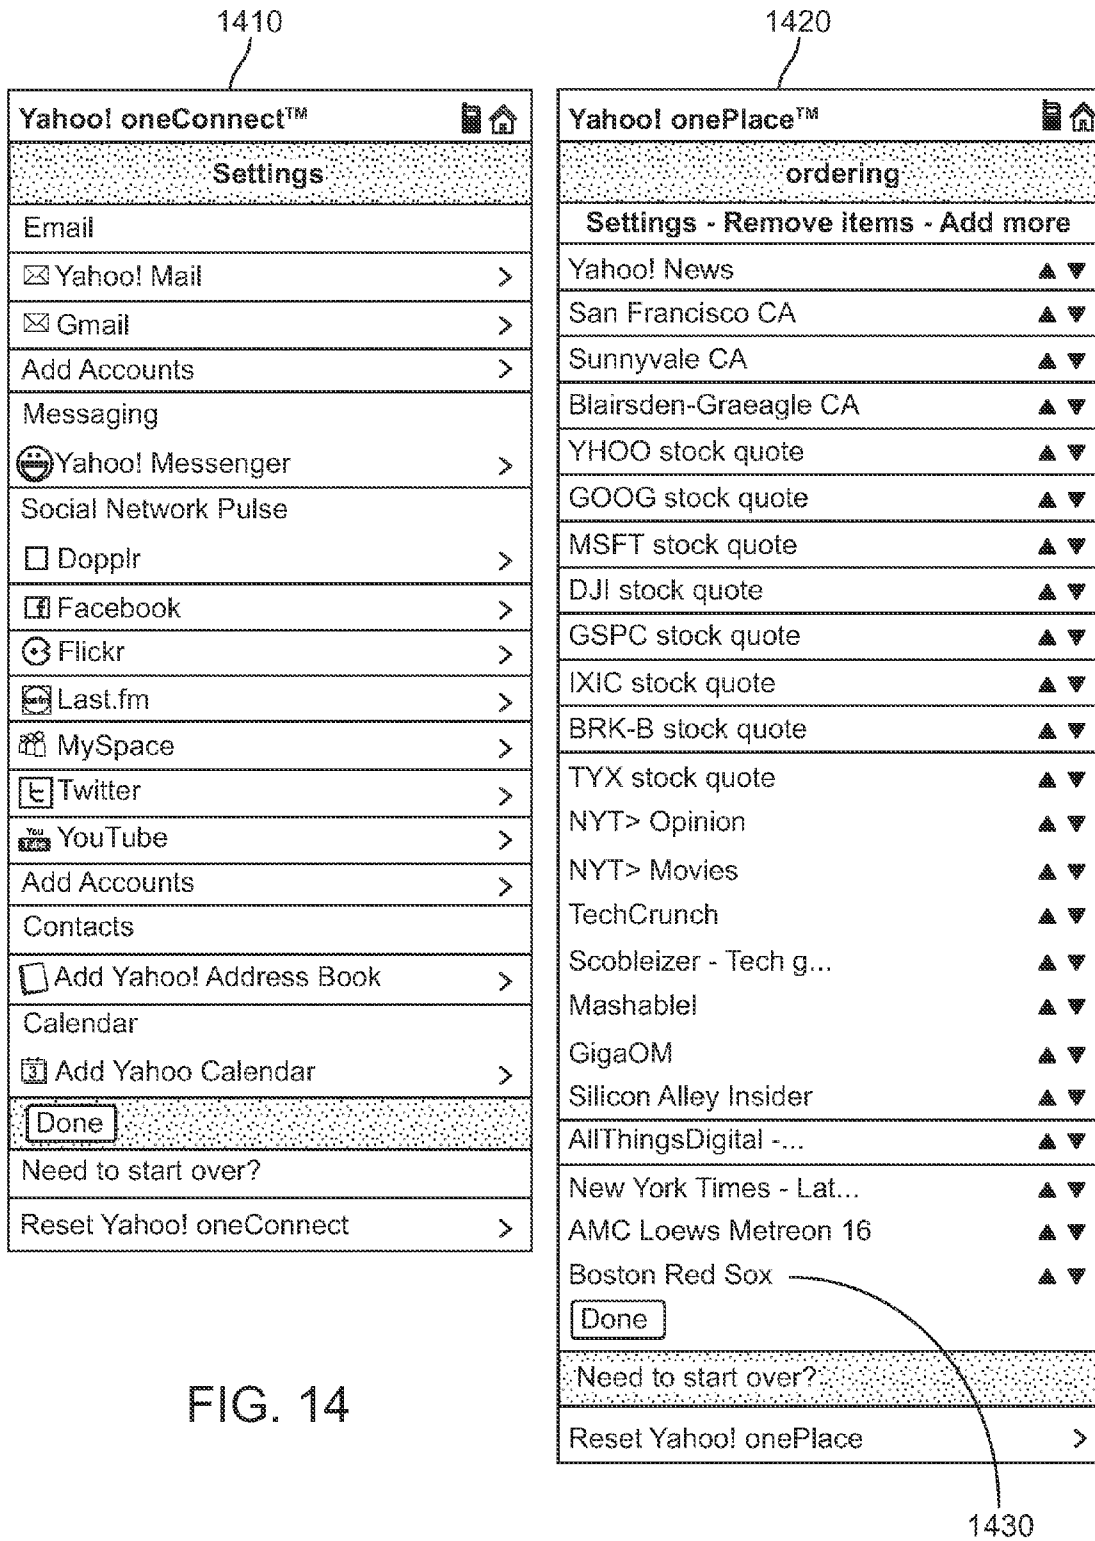 1410
Yahoo! oneConnect™
Settings
Email
Yahoo! Mail >
Gmail >
Add Accounts >
Messaging
Yahoo! Messenger >
Social Network Pulse
Dopplr >
Facebook >
Flickr >
Last.fm >
MySpace >
Twitter >
You Tube YouTube >
Add Accounts >
Contacts
Add Yahoo! Address Book >
Calendar
3 Add Yahoo Calendar >
Done
Need to start over?
Reset Yahoo! oneConnect >
FIG. 14
1420
Yahoo! onePlace™
ordering
Settings - Remove items - Add more
Yahoo! News ▲ ▼
San Francisco CA ▲ ▼
Sunnyvale CA ▲ ▼
Blairsden-Graeagle CA ▲ ▼
YHOO stock quote ▲ ▼
GOOG stock quote ▲ ▼
MSFT stock quote ▲ ▼
DJI stock quote ▲ ▼
GSPC stock quote ▲ ▼
IXIC stock quote ▲ ▼
BRK-B stock quote ▲ ▼
TYX stock quote ▲ ▼
NYT> Opinion ▲ ▼
NYT> Movies ▲ ▼
TechCrunch ▲ ▼
Scobleizer - Tech g... ▲ ▼
Mashable! ▲ ▼
GigaOM ▲ ▼
Silicon Alley Insider ▲ ▼
AllThingsDigital -... ▲ ▼
New York Times - Lat... ▲ ▼
AMC Loews Metreon 16 ▲ ▼
Boston Red Sox ▲ ▼
Done
Need to start over?
Reset Yahoo! onePlace >
1430